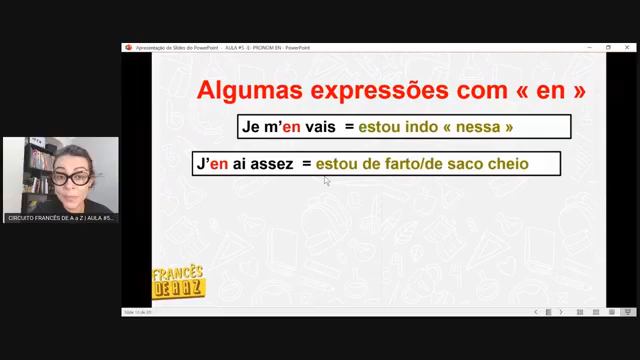 Apresentação de Slides do PowerPoint - AULA #5 -E- PRONOM EN - PowerPoint
Algumas expressões com « en »
Je m’en vais = estou indo « nessa »
J’en ai assez = estou de farto/de saco cheio
CIRCUITO FRANCÊS DE A a Z | AULA #5
FRANCÊS
DE A A Z